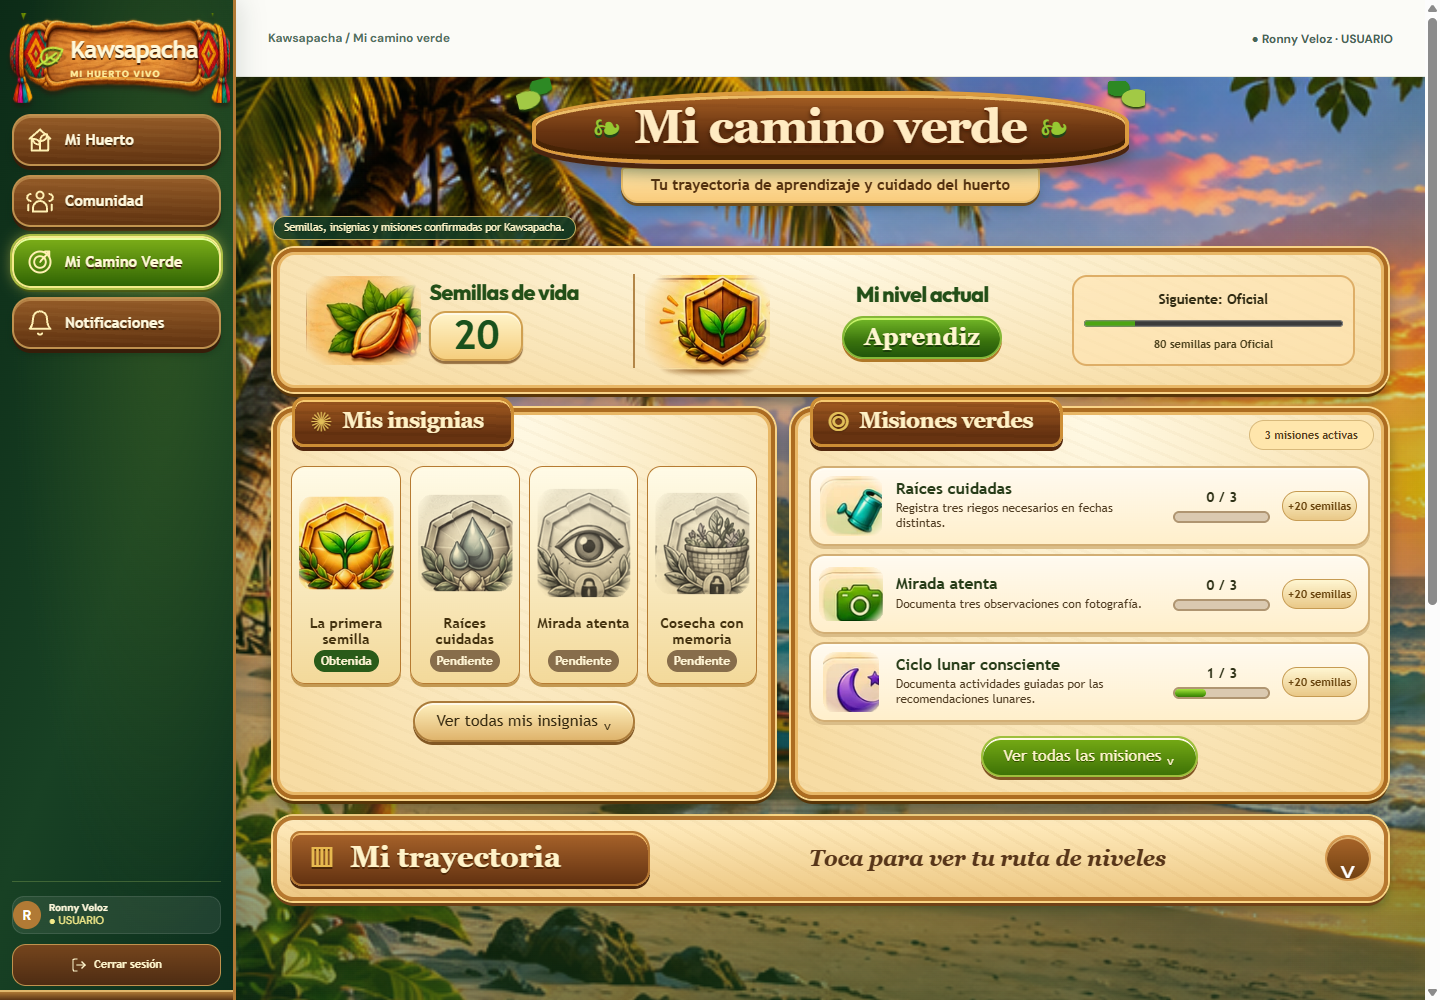 Kawsapacha
MI HUERTO VIVO
Mi Huerto
Comunidad
Mi Camino Verde
Notificaciones
Ronny Veloz
● USUARIO
Cerrar sesión
Kawsapacha / Mi camino verde
● Ronny Veloz · USUARIO
Mi camino verde
Tu trayectoria de aprendizaje y cuidado del huerto
Semillas, insignias y misiones confirmadas por Kawsapacha.
Semillas de vida
20
Mi nivel actual
Aprendiz
Siguiente: Oficial
80 semillas para Oficial
Mis insignias
La primera
semilla
Obtenida
Raíces
cuidadas
Pendiente
Mirada atenta
Pendiente
Cosecha con
memoria
Pendiente
Ver todas mis insignias v
Misiones verdes
3 misiones activas
Raíces cuidadas
Registra tres riegos necesarios en fechas
distintas.
0 / 3
+20 semillas
Mirada atenta
Documenta tres observaciones con fotografía.
0 / 3
+20 semillas
Ciclo lunar consciente
Documenta actividades guiadas por las
recomendaciones lunares.
1 / 3
+20 semillas
Ver todas las misiones v
Mi trayectoria
Toca para ver tu ruta de niveles
v
R